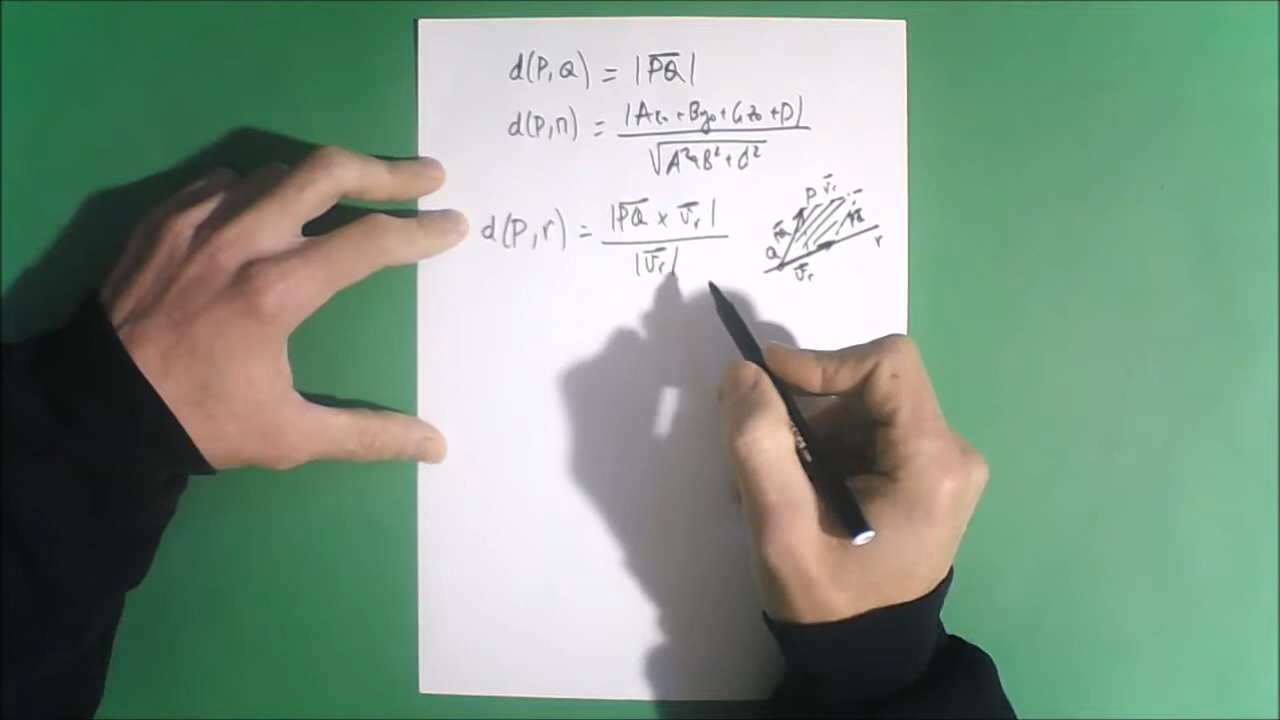 d(P,Q) = |PQ|
d(P,π) = |Ax₀ + By₀ + Cz₀ + D| / √A²+B²+C²
d(P,r) = |PQ × v̄r| / |v̄r|
P v̄r
Q
r
v̄r